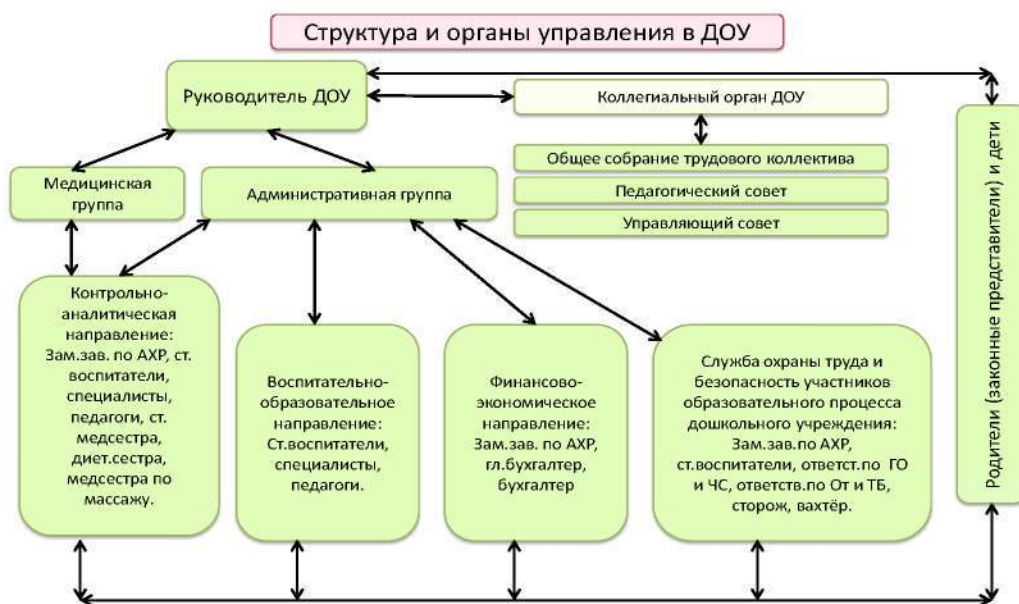 Структура и органы управления в ДОУ
Руководитель ДОУ
Коллегиальный орган ДОУ
Общее собрание трудового коллектива
Педагогический совет
Управляющий совет
Медицинская
группа
Административная группа
Контрольно-
аналитическая
направление:
Зам.зав. по АХР, ст.
воспитатели,
специалисты,
педагоги, ст.
медсестра,
диет.сестра,
медсестра по
массажу.
Воспитательно-
образовательное
направление:
Ст.воспитатели,
специалисты,
педагоги.
Финансово-
экономическое
направление:
Зам.зав. по АХР,
гл.бухгалтер,
бухгалтер
Служба охраны труда и
безопасность участников
образовательного процесса
дошкольного учреждения:
Зам.зав.по АХР,
ст.воспитатели, ответст.по ГО
и ЧС, ответств.по От и ТБ,
сторож, вахтёр.
Родители (законные представители) и дети